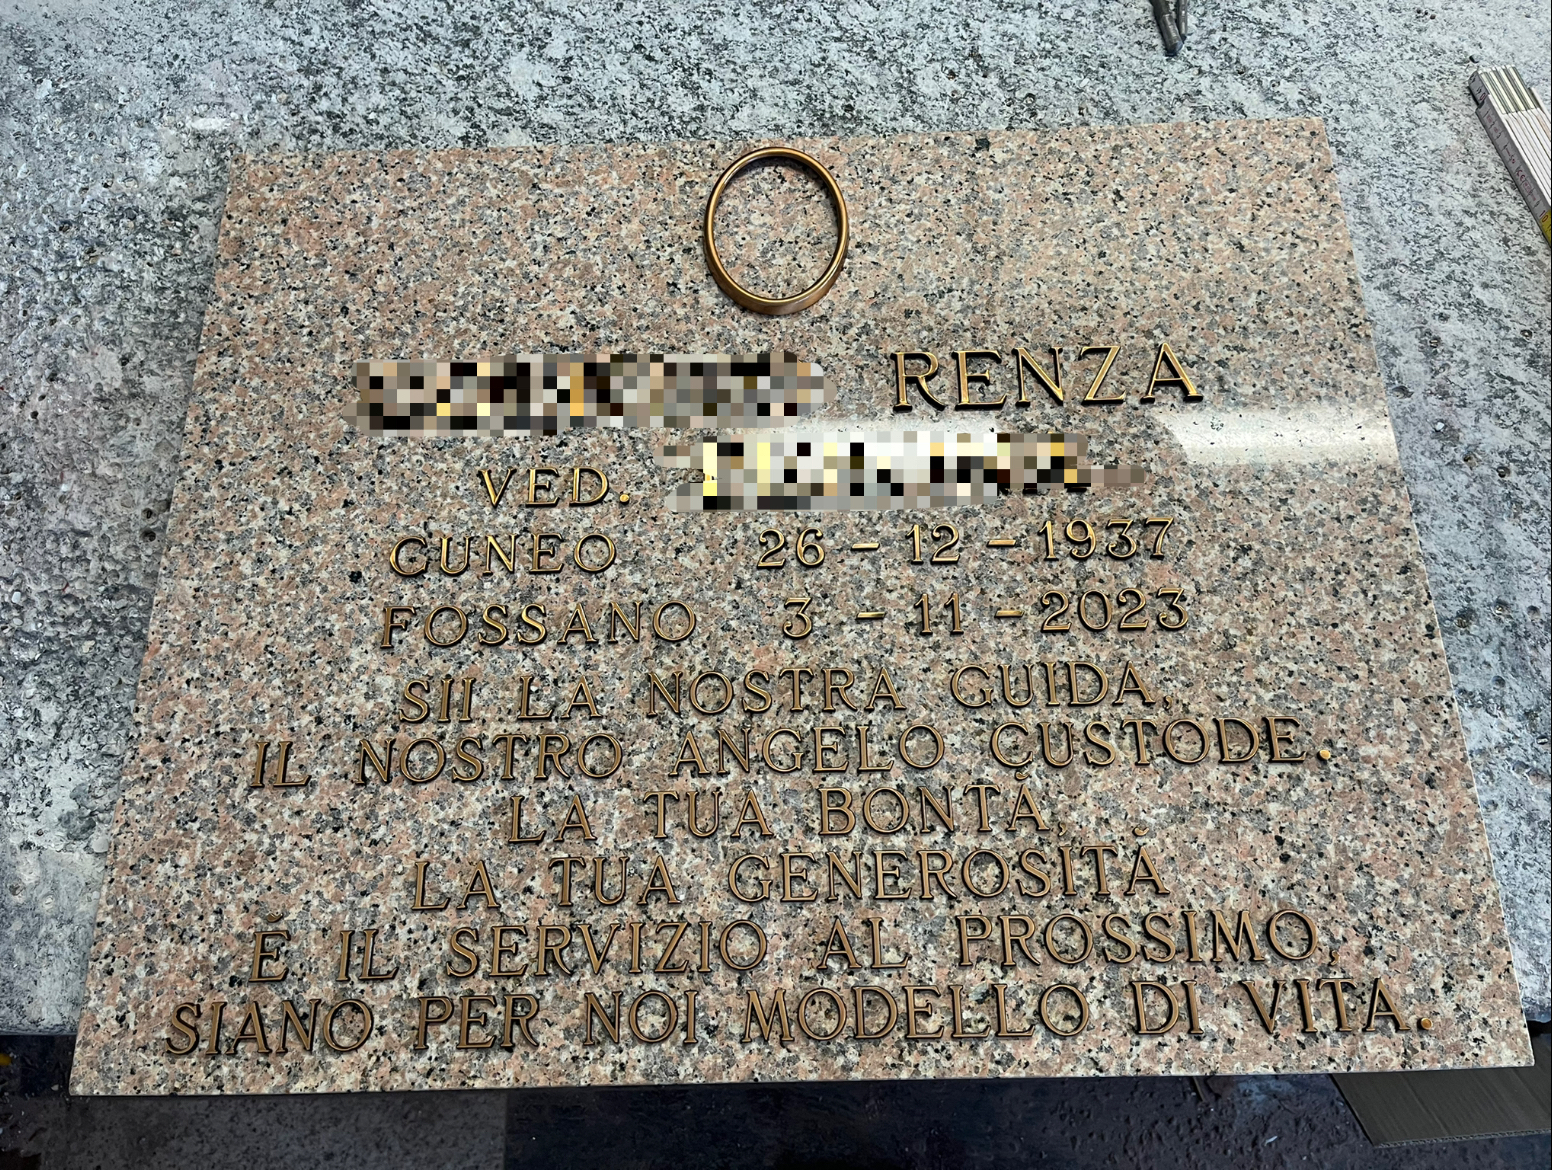 RENZA
VED.
CUNEO 26 - 12 - 1937
FOSSANO 3 - 11 - 2023
SII LA NOSTRA GUIDA,
IL NOSTRO ANGELO CUSTODE.
LA TUA BONTÀ,
LA TUA GENEROSITÀ
È IL SERVIZIO AL PROSSIMO,
SIANO PER NOI MODELLO DI VITA.